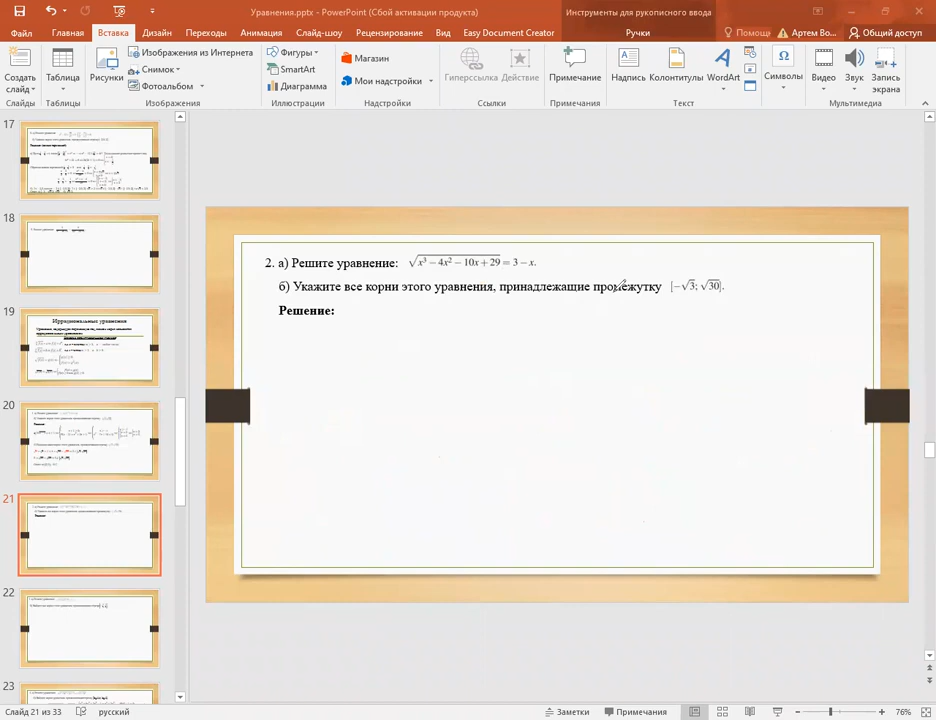 Уравнения.pptx - PowerPoint (Сбой активации продукта)
Инструменты для рукописного ввода
Файл Главная Вставка Дизайн Переходы Анимация Слайд-шоу Рецензирование Вид Easy Document Creator Ручки Помощн Артем Во... Общий доступ
Создать слайд
Таблица
Рисунки
Изображения из Интернета
Снимок
Фотоальбом
Фигуры
SmartArt
Диаграмма
Магазин
Мои надстройки
Гиперссылка
Действие
Примечание
Надпись
Колонтитулы
WordArt
Символы
Видео
Звук
Запись экрана
Слайды Таблицы Изображения Иллюстрации Надстройки Ссылки Примечания Текст Мультимедиа
17
18
19
Иррациональные уравнения
20
21
22
23
2. а) Решите уравнение: √(x³ − 4x² − 10x + 29) = 3 − x.
б) Укажите все корни этого уравнения, принадлежащие промежутку [−√3; √30].
Решение:
Слайд 21 из 33 русский Заметки Примечания 76%